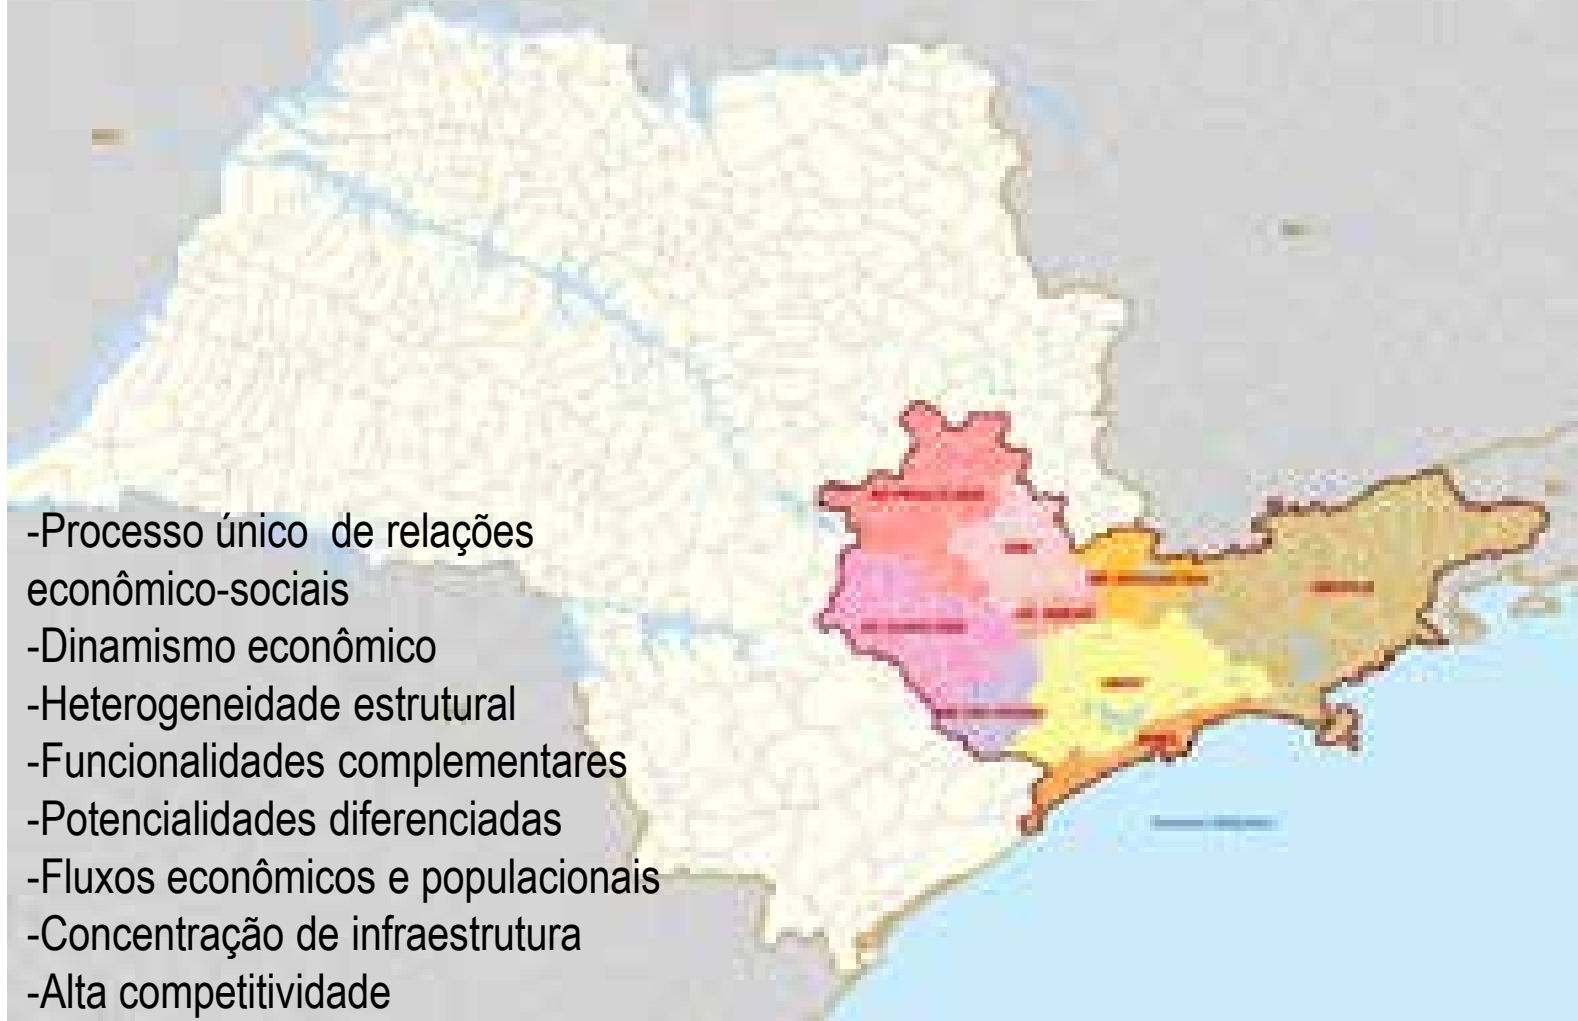 -Processo único  de relações
econômico-sociais
-Dinamismo econômico
-Heterogeneidade estrutural
-Funcionalidades complementares
-Potencialidades diferenciadas
-Fluxos econômicos e populacionais
-Concentração de infraestrutura
-Alta competitividade